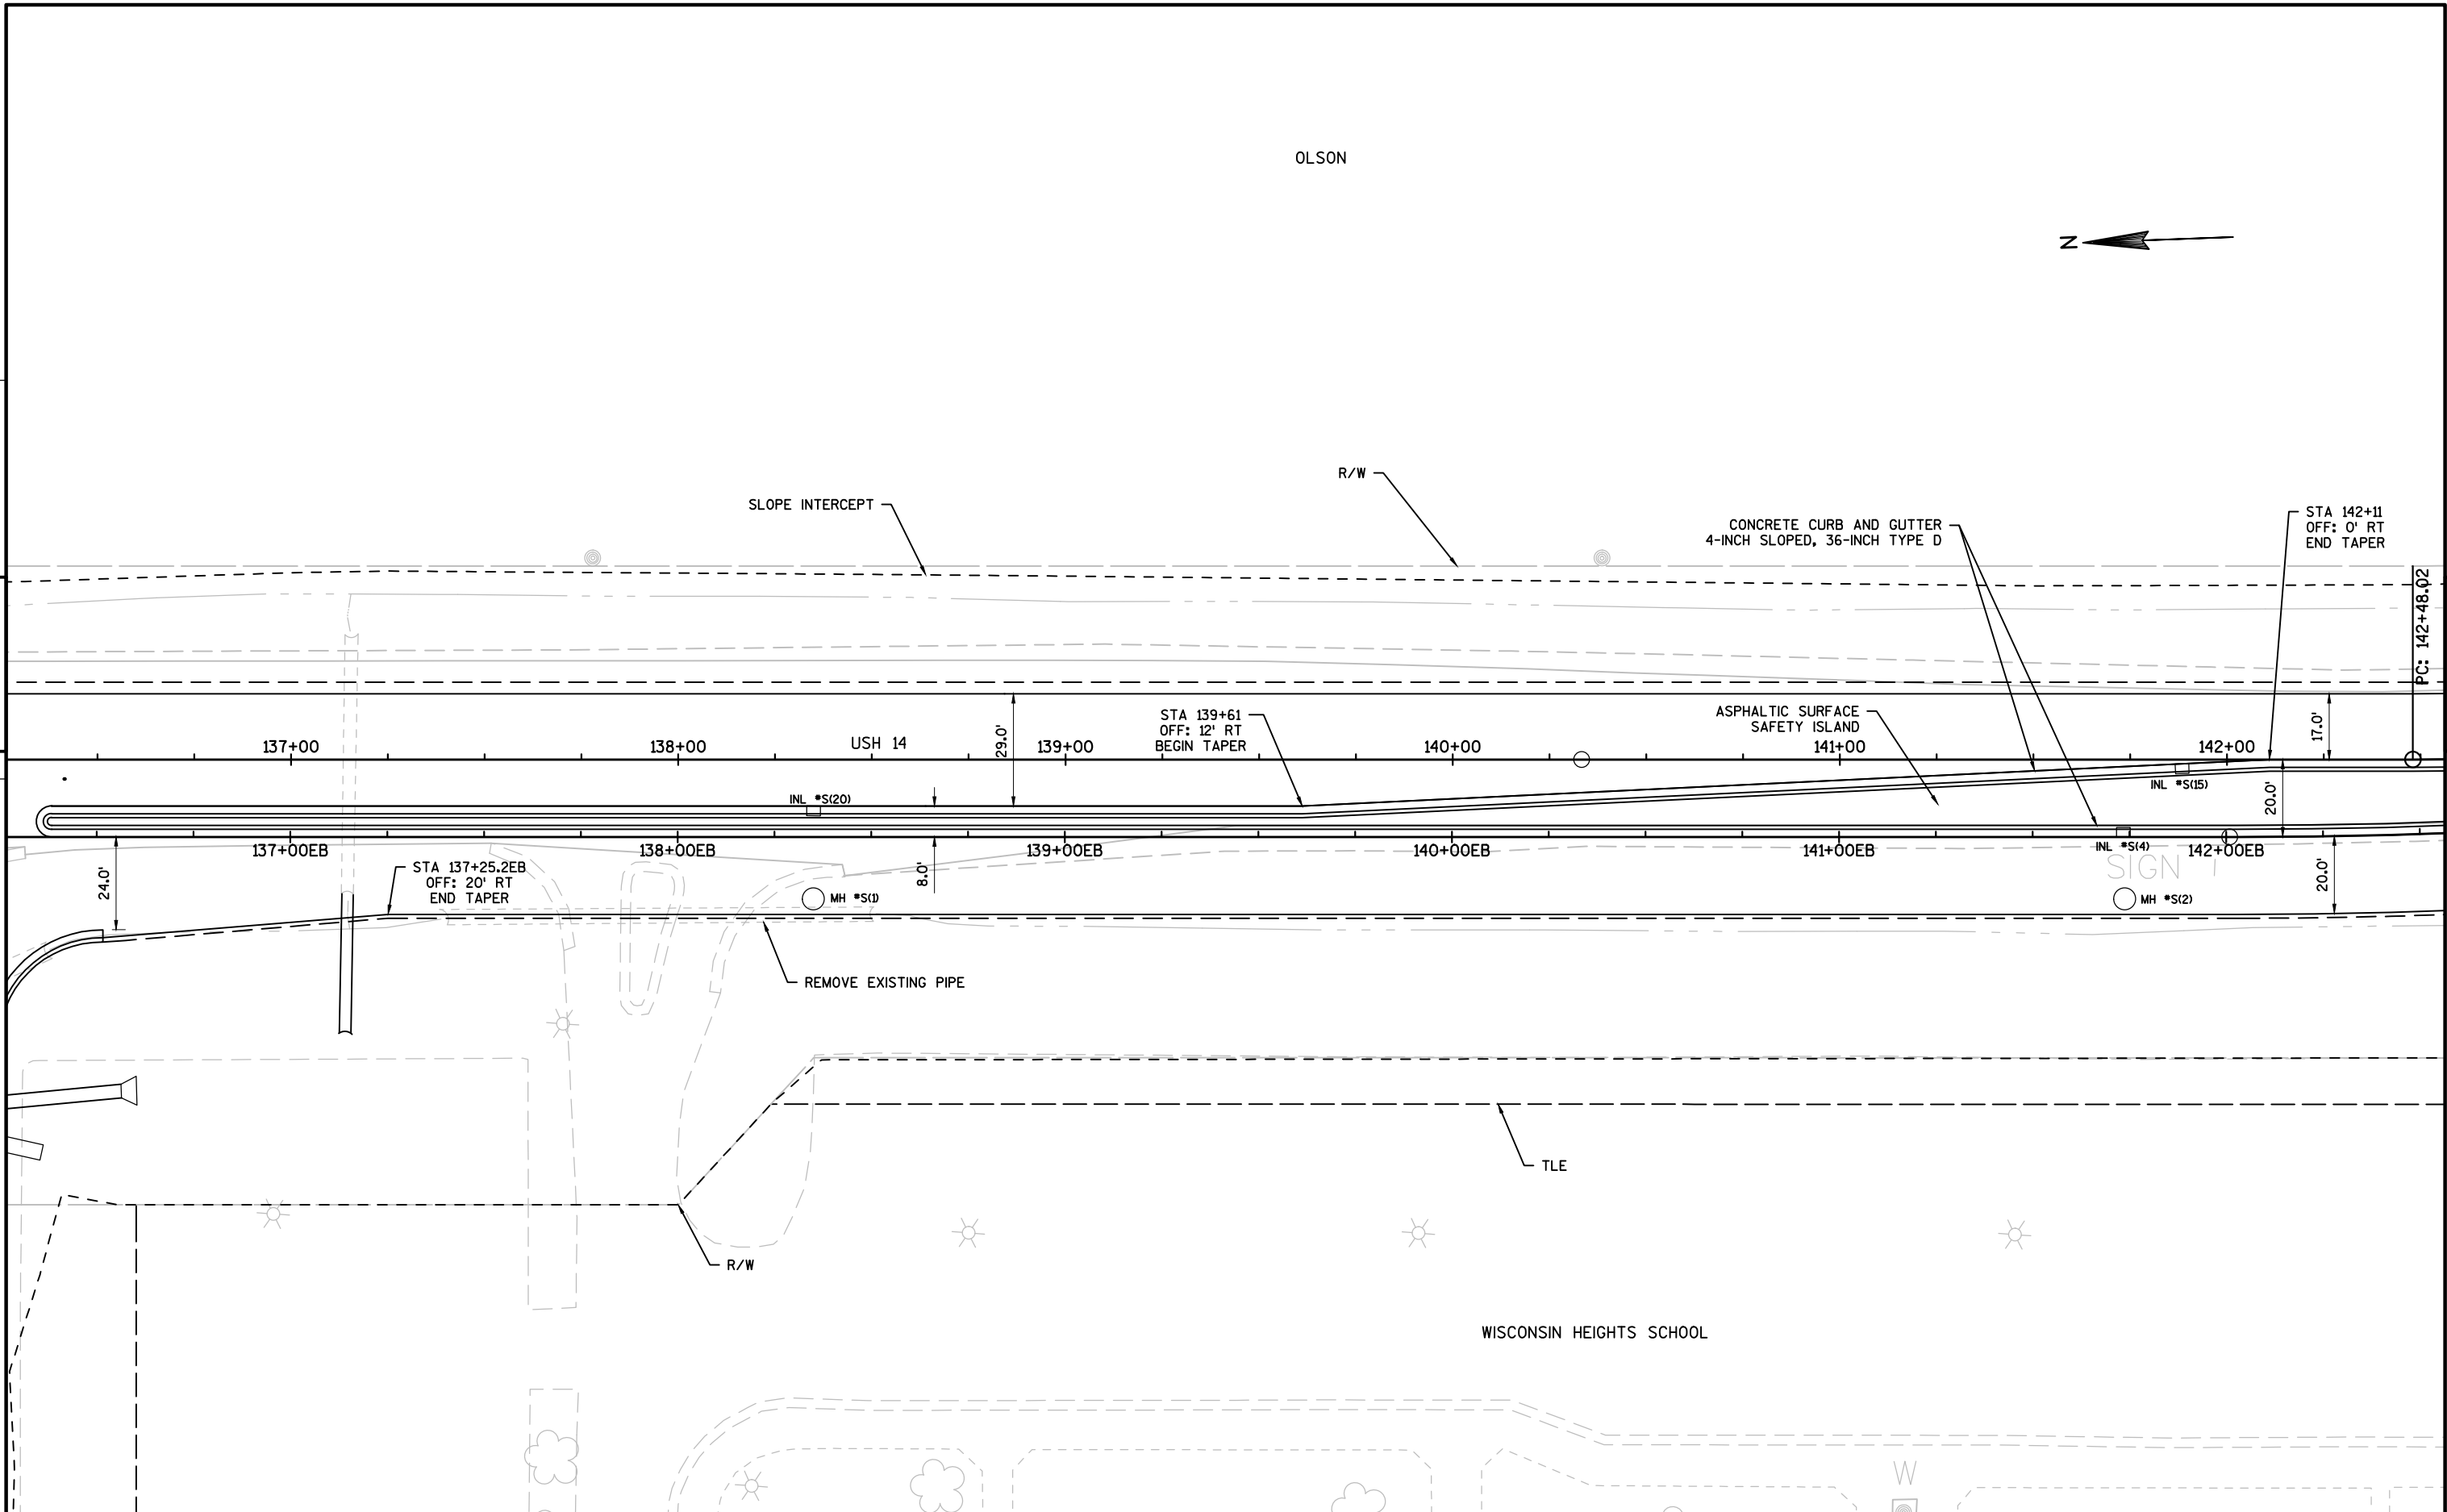 OLSON
N
R/W
SLOPE INTERCEPT
CONCRETE CURB AND GUTTER
4-INCH SLOPED, 36-INCH TYPE D
STA 142+11
OFF: 0' RT
END TAPER
PC: 142+48.02
STA 139+61
OFF: 12' RT
BEGIN TAPER
ASPHALTIC SURFACE
SAFETY ISLAND
29.0'
17.0'
137+00
138+00
USH 14
139+00
140+00
141+00
142+00
INL #S(20)
INL #S(15)
20.0'
137+00EB
138+00EB
139+00EB
140+00EB
141+00EB
INL #S(4)
142+00EB
SIGN
24.0'
STA 137+25.2EB
OFF: 20' RT
END TAPER
8.0'
20.0'
MH #S(1)
MH #S(2)
REMOVE EXISTING PIPE
TLE
R/W
WISCONSIN HEIGHTS SCHOOL
W